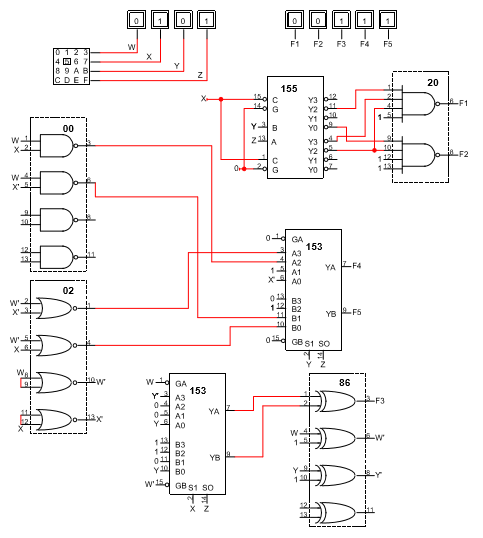 0 1 0 1
W
X
Y
Z
0 1 2 3
4 5 6 7
8 9 A B
C D E F
0 0 1 1 0
F1 F2 F3 F4 F5
155
X
15 C Y3 12
14 G Y2 11
Y1 10
Y 3 B Y0 9
Z 13 A Y3 4
Y2 5
1 C Y1 6
0 2 G Y0 7
20
1
2
4
1 5
6 F1
9
10
1 12
1 13
8 F2
00
W 1
X 2
3
W 4
X' 5
6
9
10
8
12
13
11
02
W' 2
X' 3
1
W' 5
X 6
4
W 8
9
10 W'
11
X 12
13 X'
153
0 1 GA
3 A3 YA 7 F4
4 A2
1 5 A1
X' 6 A0
0 13 B3
1 12 B2 YB 9 F5
11 B1
10 B0
0 15 GB S1 SO
2 14
Y Z
153
W 1 GA
Y' 3 A3 YA 7
0 4 A2
0 5 A1
Y 6 A0
1 13 B3
1 12 B2 YB 9
0 11 B1
Y 10 B0
W' 15 GB S1 SO
2 14
X Z
86
1
2
3 F3
W 4
1 5
6 W'
Y 9
1 10
8 Y'
12
13
11